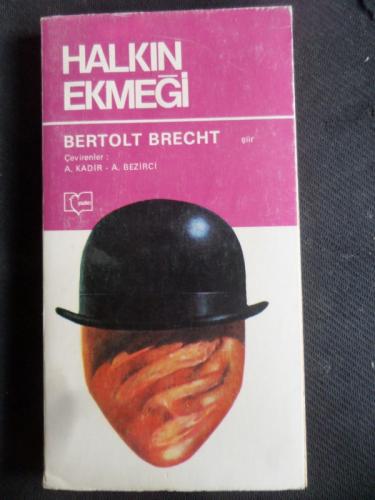 HALKIN
EKMEĞİ
BERTOLT BRECHT şiir
Çevirenler :
A. KADİR - A. BEZİRCİ